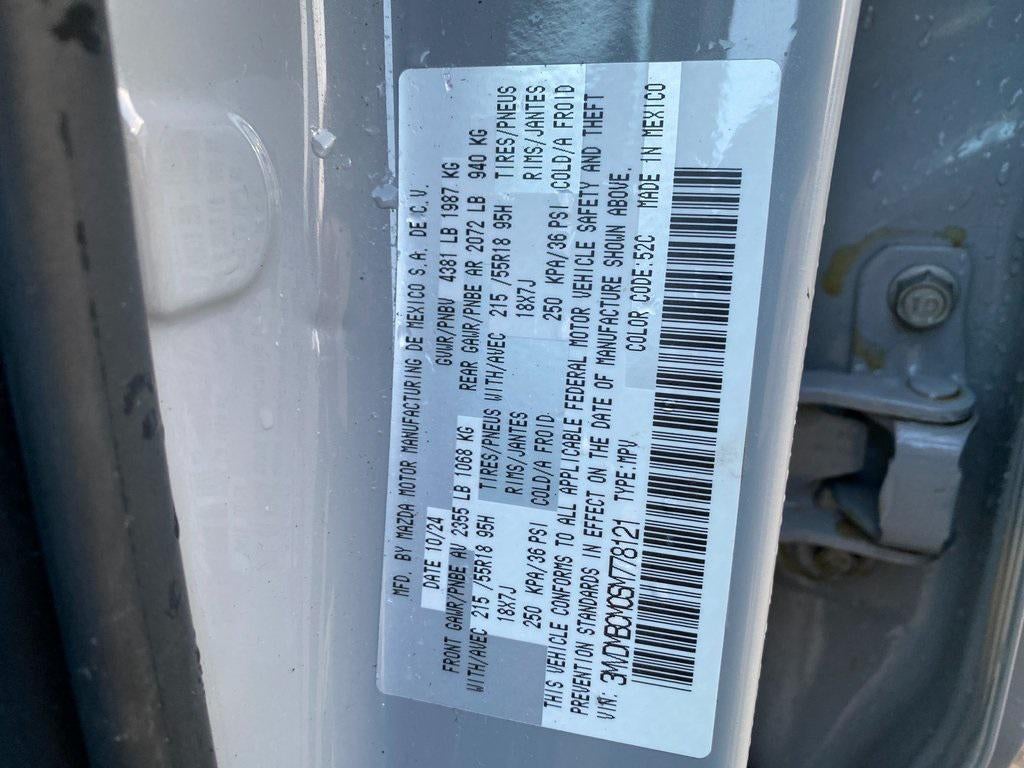 MFD. BY MAZDA MOTOR MANUFACTURING DE MEXICO S.A. DE C.V.
DATE 10/24 GVWR/PNBV 4381 LB 1987 KG
FRONT GAWR/PNBE AV 2355 LB 1068 KG REAR GAWR/PNBE AR 2072 LB 940 KG
WITH/AVEC 215 /55R18 95H TIRES/PNEUS WITH/AVEC 215 /55R18 95H TIRES/PNEUS
18X7J RIMS/JANTES 18X7J RIMS/JANTES
250 KPA/36 PSI COLD/A FROID 250 KPA/36 PSI COLD/A FROID
THIS VEHICLE CONFORMS TO ALL APPLICABLE FEDERAL MOTOR VEHICLE SAFETY AND THEFT
PREVENTION STANDARDS IN EFFECT ON THE DATE OF MANUFACTURE SHOWN ABOVE.
VIN: 3MVDMBCM0SM778121 TYPE:MPV COLOR CODE:52C MADE IN MEXICO